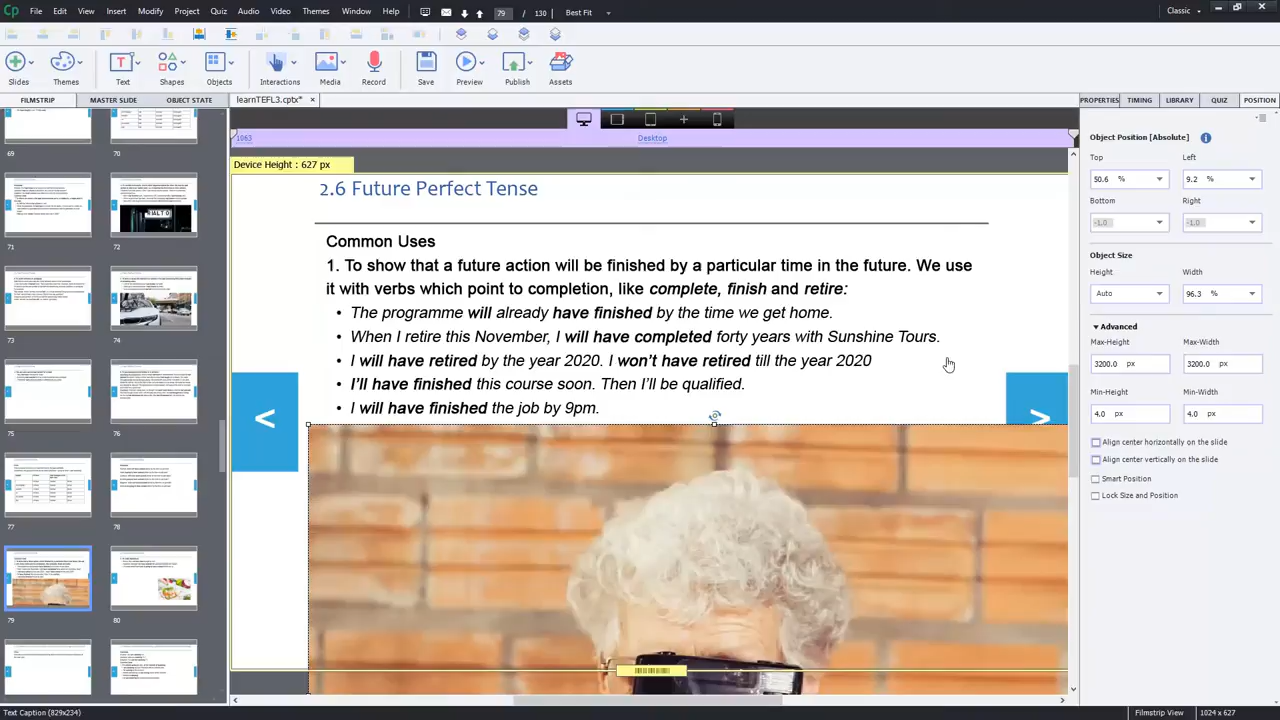 Cp File Edit View Insert Modify Project Quiz Audio Video Themes Window Help 79 / 130 Best Fit Classic
Slides Themes Text Shapes Objects Interactions Media Record Save Preview Publish Assets
FILMSTRIP MASTER SLIDE OBJECT STATE learnTEFL3.cptx* PROPERTIES TIMING LIBRARY QUIZ POSITION
1963 Desktop
Device Height : 627 px
2.6 Future Perfect Tense
Common Uses
1. To show that a future action will be finished by a particular time in the future. We use
it with verbs which point to completion, like complete, finish and retire:
• The programme will already have finished by the time we get home.
• When I retire this November, I will have completed forty years with Sunshine Tours.
• I will have retired by the year 2020. I won't have retired till the year 2020
• I'll have finished this course soon. Then I'll be qualified.
• I will have finished the job by 9pm.
<
>
69 70
RIALTO
71 72
73 74
75 76
77 78
79 80
Object Position [Absolute]
Top Left
50.6 % 9.2 %
Bottom Right
-1.0 -1.0
Object Size
Height Width
Auto 96.3 %
Advanced
Max-Height Max-Width
3200.0 px 3200.0 px
Min-Height Min-Width
4.0 px 4.0 px
Align center horizontally on the slide
Align center vertically on the slide
Smart Position
Lock Size and Position
Text Caption (829x234) Filmstrip View 1024 x 627